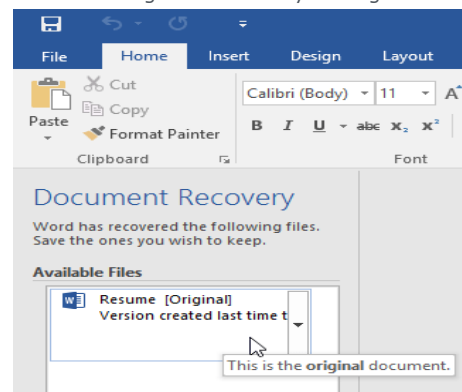 File Home Insert Design Layout
Cut
Calibri (Body) 11 A
Copy
Paste
Format Painter
B I U abc X₂ X²
Clipboard Font
Document Recovery
Word has recovered the following files.
Save the ones you wish to keep.
Available Files
Resume [Original]
Version created last time t
This is the original document.